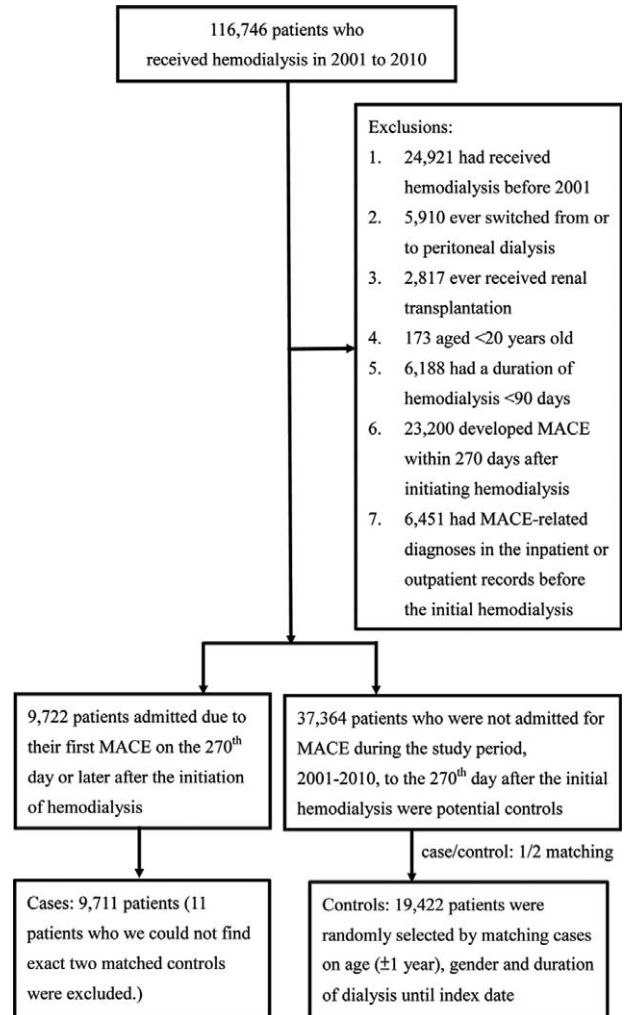 116,746 patients who
received hemodialysis in 2001 to 2010
Exclusions:
1. 24,921 had received
hemodialysis before 2001
2. 5,910 ever switched from or
to peritoneal dialysis
3. 2,817 ever received renal
transplantation
4. 173 aged <20 years old
5. 6,188 had a duration of
hemodialysis <90 days
6. 23,200 developed MACE
within 270 days after
initiating hemodialysis
7. 6,451 had MACE-related
diagnoses in the inpatient or
outpatient records before
the initial hemodialysis
9,722 patients admitted due to
their first MACE on the 270th
day or later after the initiation
of hemodialysis
37,364 patients who were not admitted for
MACE during the study period,
2001-2010, to the 270th day after the initial
hemodialysis were potential controls
case/control: 1/2 matching
Cases: 9,711 patients (11
patients who we could not find
exact two matched controls
were excluded.)
Controls: 19,422 patients were
randomly selected by matching cases
on age (±1 year), gender and duration
of dialysis until index date